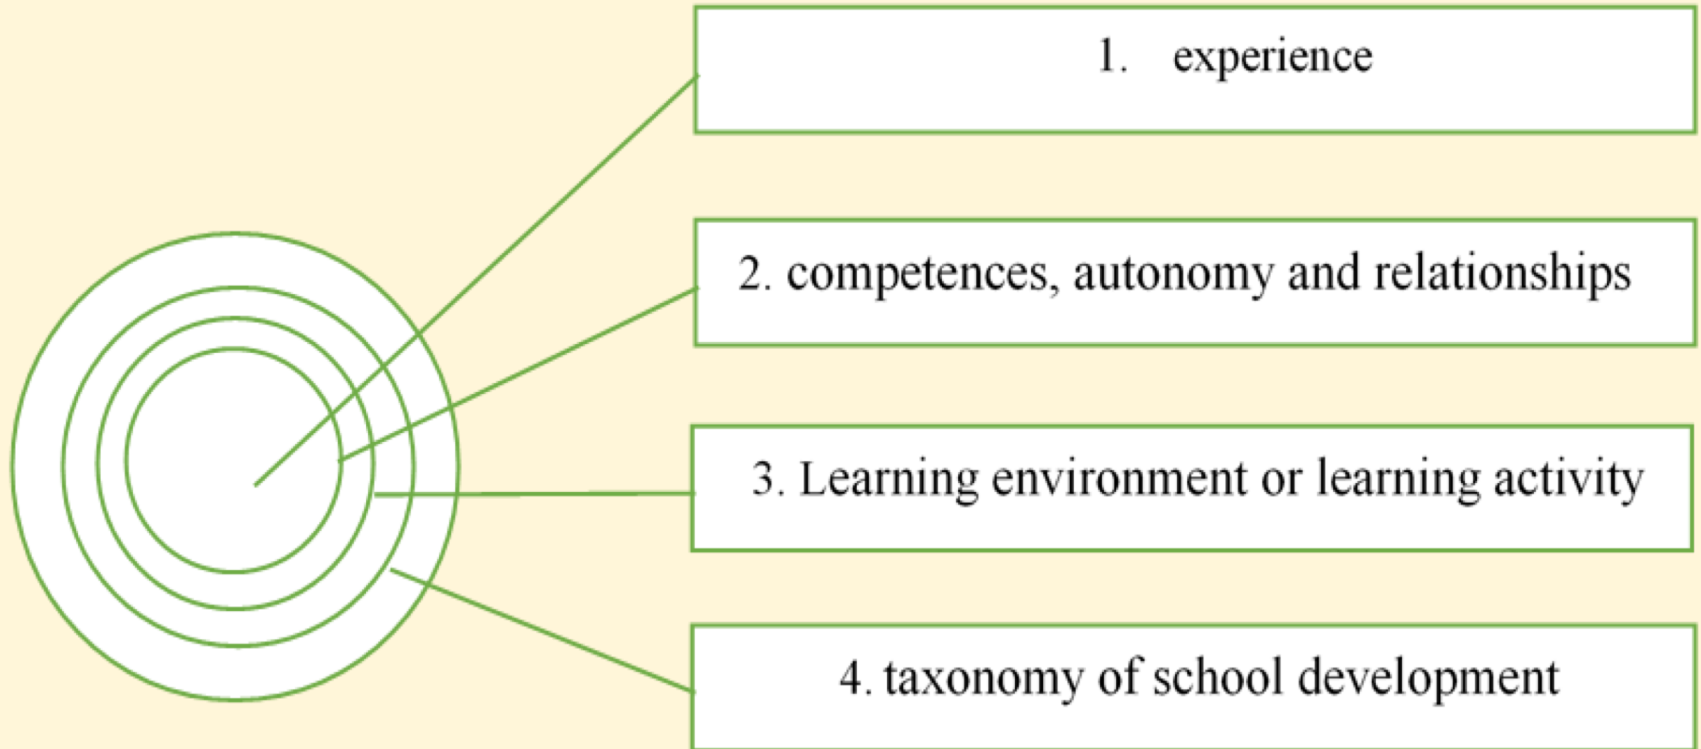 1. experience
2. competences, autonomy and relationships
3. Learning environment or learning activity
4. taxonomy of school development